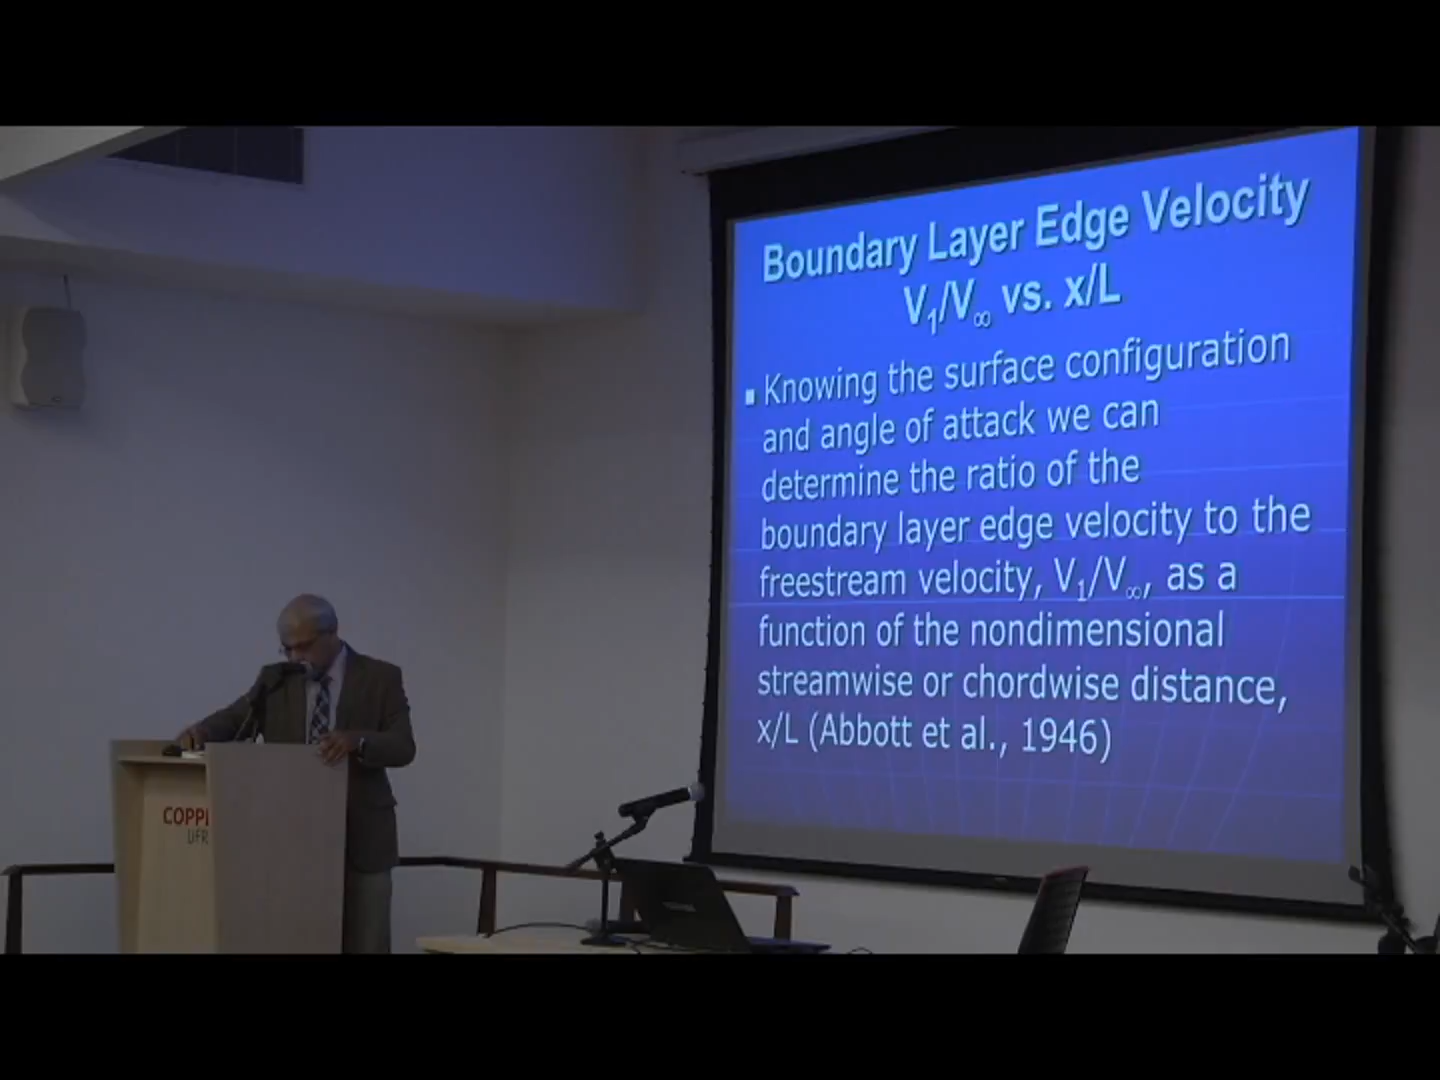 Boundary Layer Edge Velocity
V₁/V∞ vs. x/L
▪ Knowing the surface configuration
and angle of attack we can
determine the ratio of the
boundary layer edge velocity to the
freestream velocity, V₁/V∞, as a
function of the nondimensional
streamwise or chordwise distance,
x/L (Abbott et al., 1946)
COPPI
UFR